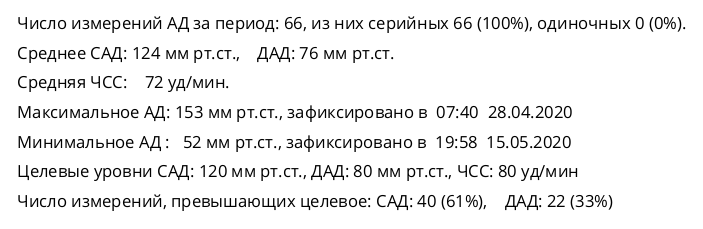 Число измерений АД за период: 66, из них серийных 66 (100%), одиночных 0 (0%).
Среднее САД: 124 мм рт.ст., ДАД: 76 мм рт.ст.
Средняя ЧСС: 72 уд/мин.
Максимальное АД: 153 мм рт.ст., зафиксировано в 07:40 28.04.2020
Минимальное АД : 52 мм рт.ст., зафиксировано в 19:58 15.05.2020
Целевые уровни САД: 120 мм рт.ст., ДАД: 80 мм рт.ст., ЧСС: 80 уд/мин
Число измерений, превышающих целевое: САД: 40 (61%), ДАД: 22 (33%)